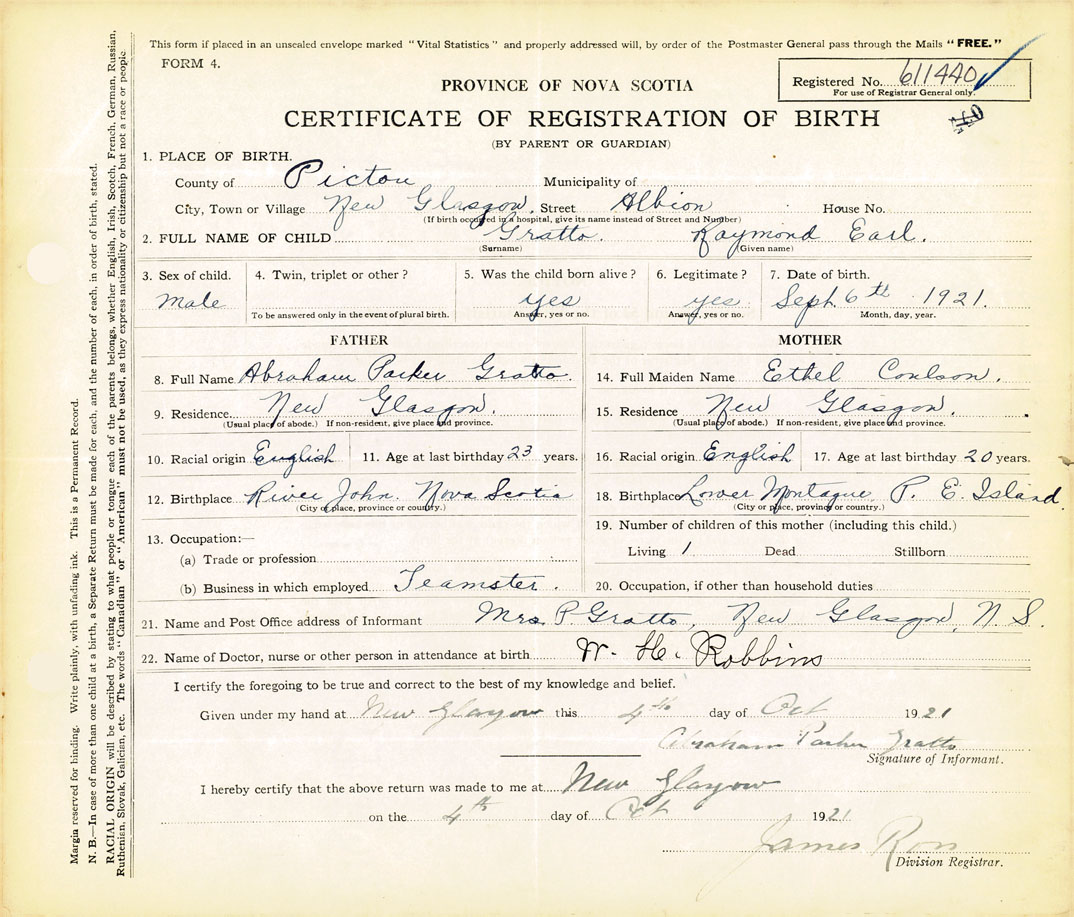 This form if placed in an unsealed envelope marked "Vital Statistics" and properly addressed will, by order of the Postmaster General pass through the Mails "FREE."
FORM 4.
Registered No. 611440
For use of Registrar General only.
PROVINCE OF NOVA SCOTIA
CERTIFICATE OF REGISTRATION OF BIRTH
(BY PARENT OR GUARDIAN)
1. PLACE OF BIRTH.
County of Pictou Municipality of
City, Town or Village New Glasgow. Street Albion House No.
(If birth occurred in a hospital, give its name instead of Street and Number)
2. FULL NAME OF CHILD Gratto. Raymond Earl.
(Surname) (Given name)
3. Sex of child. 4. Twin, triplet or other? 5. Was the child born alive? 6. Legitimate? 7. Date of birth.
Male yes yes Sept. 6th 1921.
To be answered only in the event of plural birth. Answer, yes or no. Answer, yes or no. Month, day, year.
FATHER
8. Full Name Abraham Parker Gratto.
9. Residence New Glasgow.
(Usual place of abode.) If non-resident, give place and province.
10. Racial origin English 11. Age at last birthday 23 years.
12. Birthplace River John. Nova Scotia
(City or place, province or country.)
13. Occupation:—
(a) Trade or profession
(b) Business in which employed Teamster.
MOTHER
14. Full Maiden Name Ethel Coulson.
15. Residence New Glasgow.
(Usual place of abode.) If non-resident, give place and province.
16. Racial origin English 17. Age at last birthday 20 years.
18. Birthplace Lower Montague P. E. Island.
(City or place, province or country.)
19. Number of children of this mother (including this child.)
Living 1 Dead Stillborn
20. Occupation, if other than household duties
21. Name and Post Office address of Informant Mrs. P Gratto, New Glasgow, N. S.
22. Name of Doctor, nurse or other person in attendance at birth W. H. Robbins
I certify the foregoing to be true and correct to the best of my knowledge and belief.
Given under my hand at New Glasgow this 4th day of Oct 1921
Abraham Parker Gratto
Signature of Informant.
I hereby certify that the above return was made to me at New Glasgow
on the 4th day of Oct 1921
James Ross
Division Registrar.
Margin reserved for binding. Write plainly, with unfading ink. This is a Permanent Record.
N. B.—In case of more than one child at a birth, a Separate Return must be made for each, and the number of each, in order of birth, stated.
RACIAL ORIGIN will be described by stating to what people or tongue each of the parents belongs, whether English, Irish, Scotch, French, German, Russian,
Ruthenian, Slovak, Galician, etc. The words "Canadian" or "American" must not be used, as they express nationality or citizenship but not a race or people